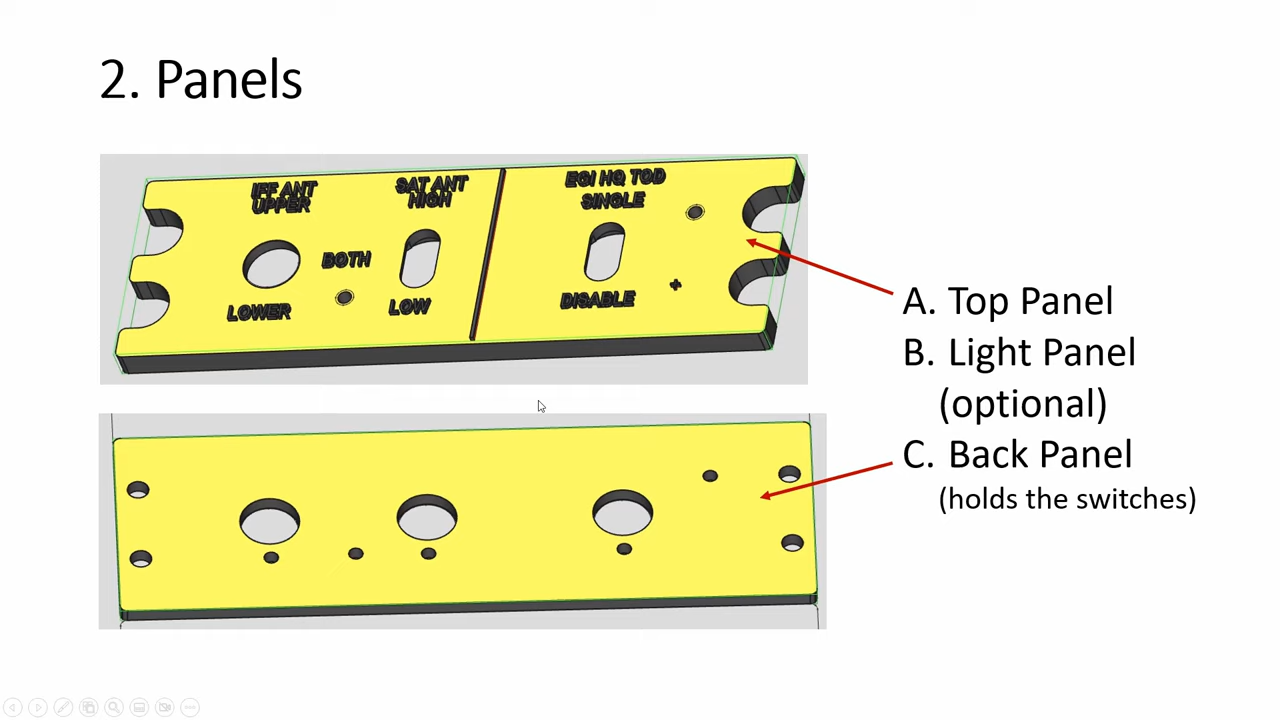 2. Panels
IFF ANT
UPPER
SAT ANT
HIGH
EGI HQ TOD
SINGLE
BOTH
LOWER
LOW
DISABLE
A. Top Panel
B. Light Panel
(optional)
C. Back Panel
(holds the switches)